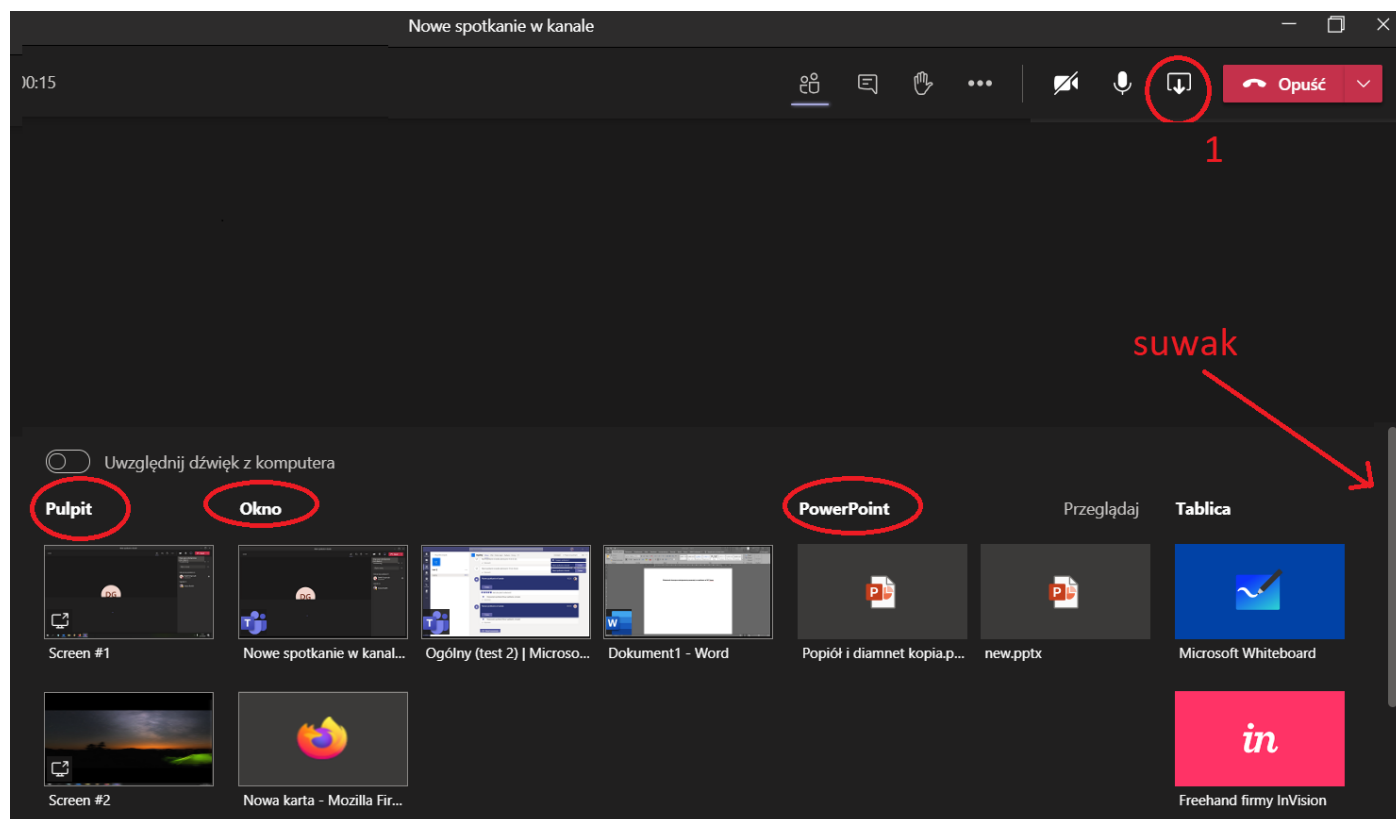 Nowe spotkanie w kanale
00:15
Opuść
1
suwak
Uwzględnij dźwięk z komputera
Pulpit
Okno
PowerPoint
Przeglądaj
Tablica
DG
DG
Screen #1
Nowe spotkanie w kanal...
Ogólny (test 2) | Microso...
Dokument1 - Word
Popiół i diamnet kopia.p...
new.pptx
Microsoft Whiteboard
in
Screen #2
Nowa karta - Mozilla Fir...
Freehand firmy InVision